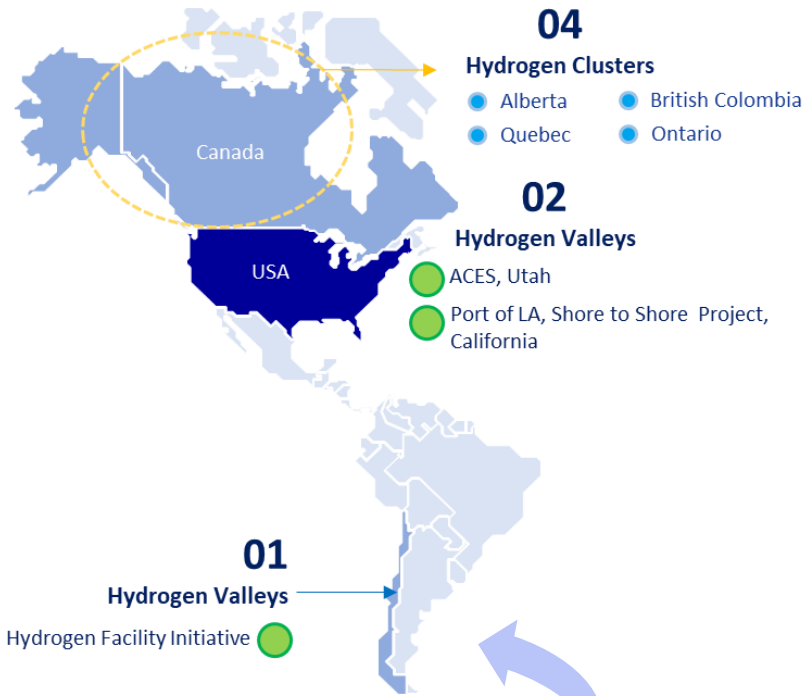 04
Hydrogen Clusters
Alberta
British Colombia
Quebec
Ontario
Canada
02
Hydrogen Valleys
USA
ACES, Utah
Port of LA, Shore to Shore Project,
California
01
Hydrogen Valleys
Hydrogen Facility Initiative